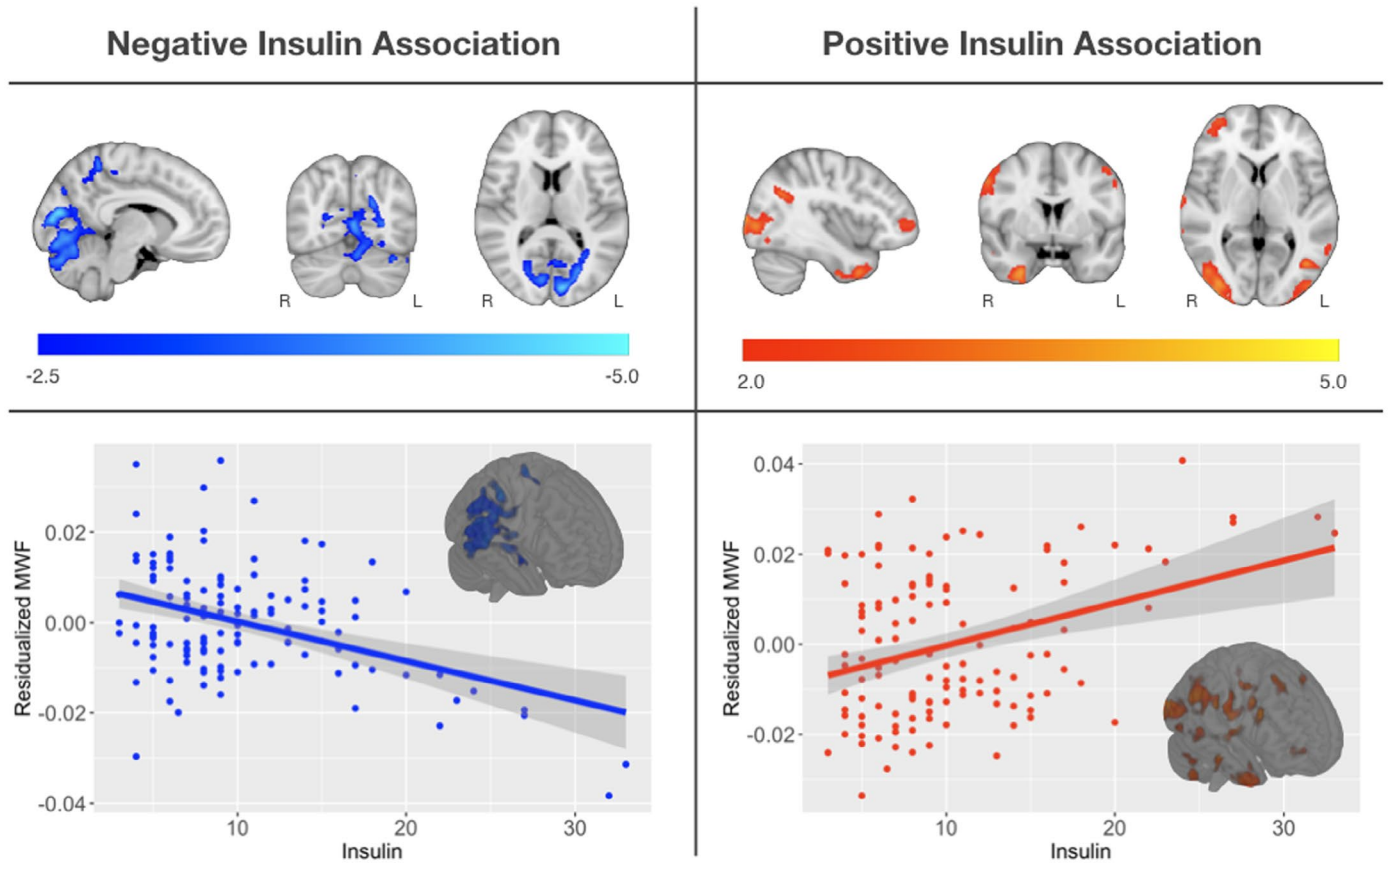 Negative Insulin Association
Positive Insulin Association
R L R L
-2.5 -5.0
R L R L
2.0 5.0
Residualized MWF
0.02
0.00
-0.02
-0.04
10 20 30
Insulin
Residualized MWF
0.04
0.02
0.00
-0.02
10 20 30
Insulin